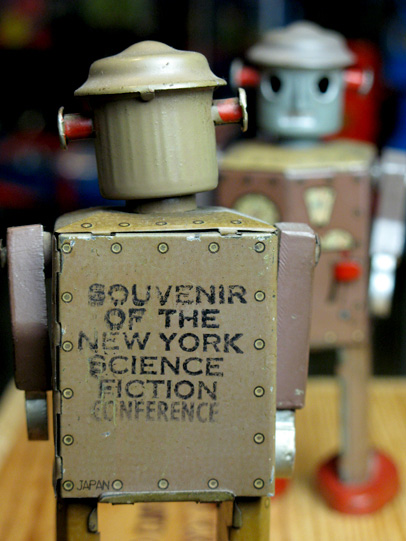 SOUVENIR
OF THE
NEW YORK
SCIENCE
FICTION
CONFERENCE
JAPAN